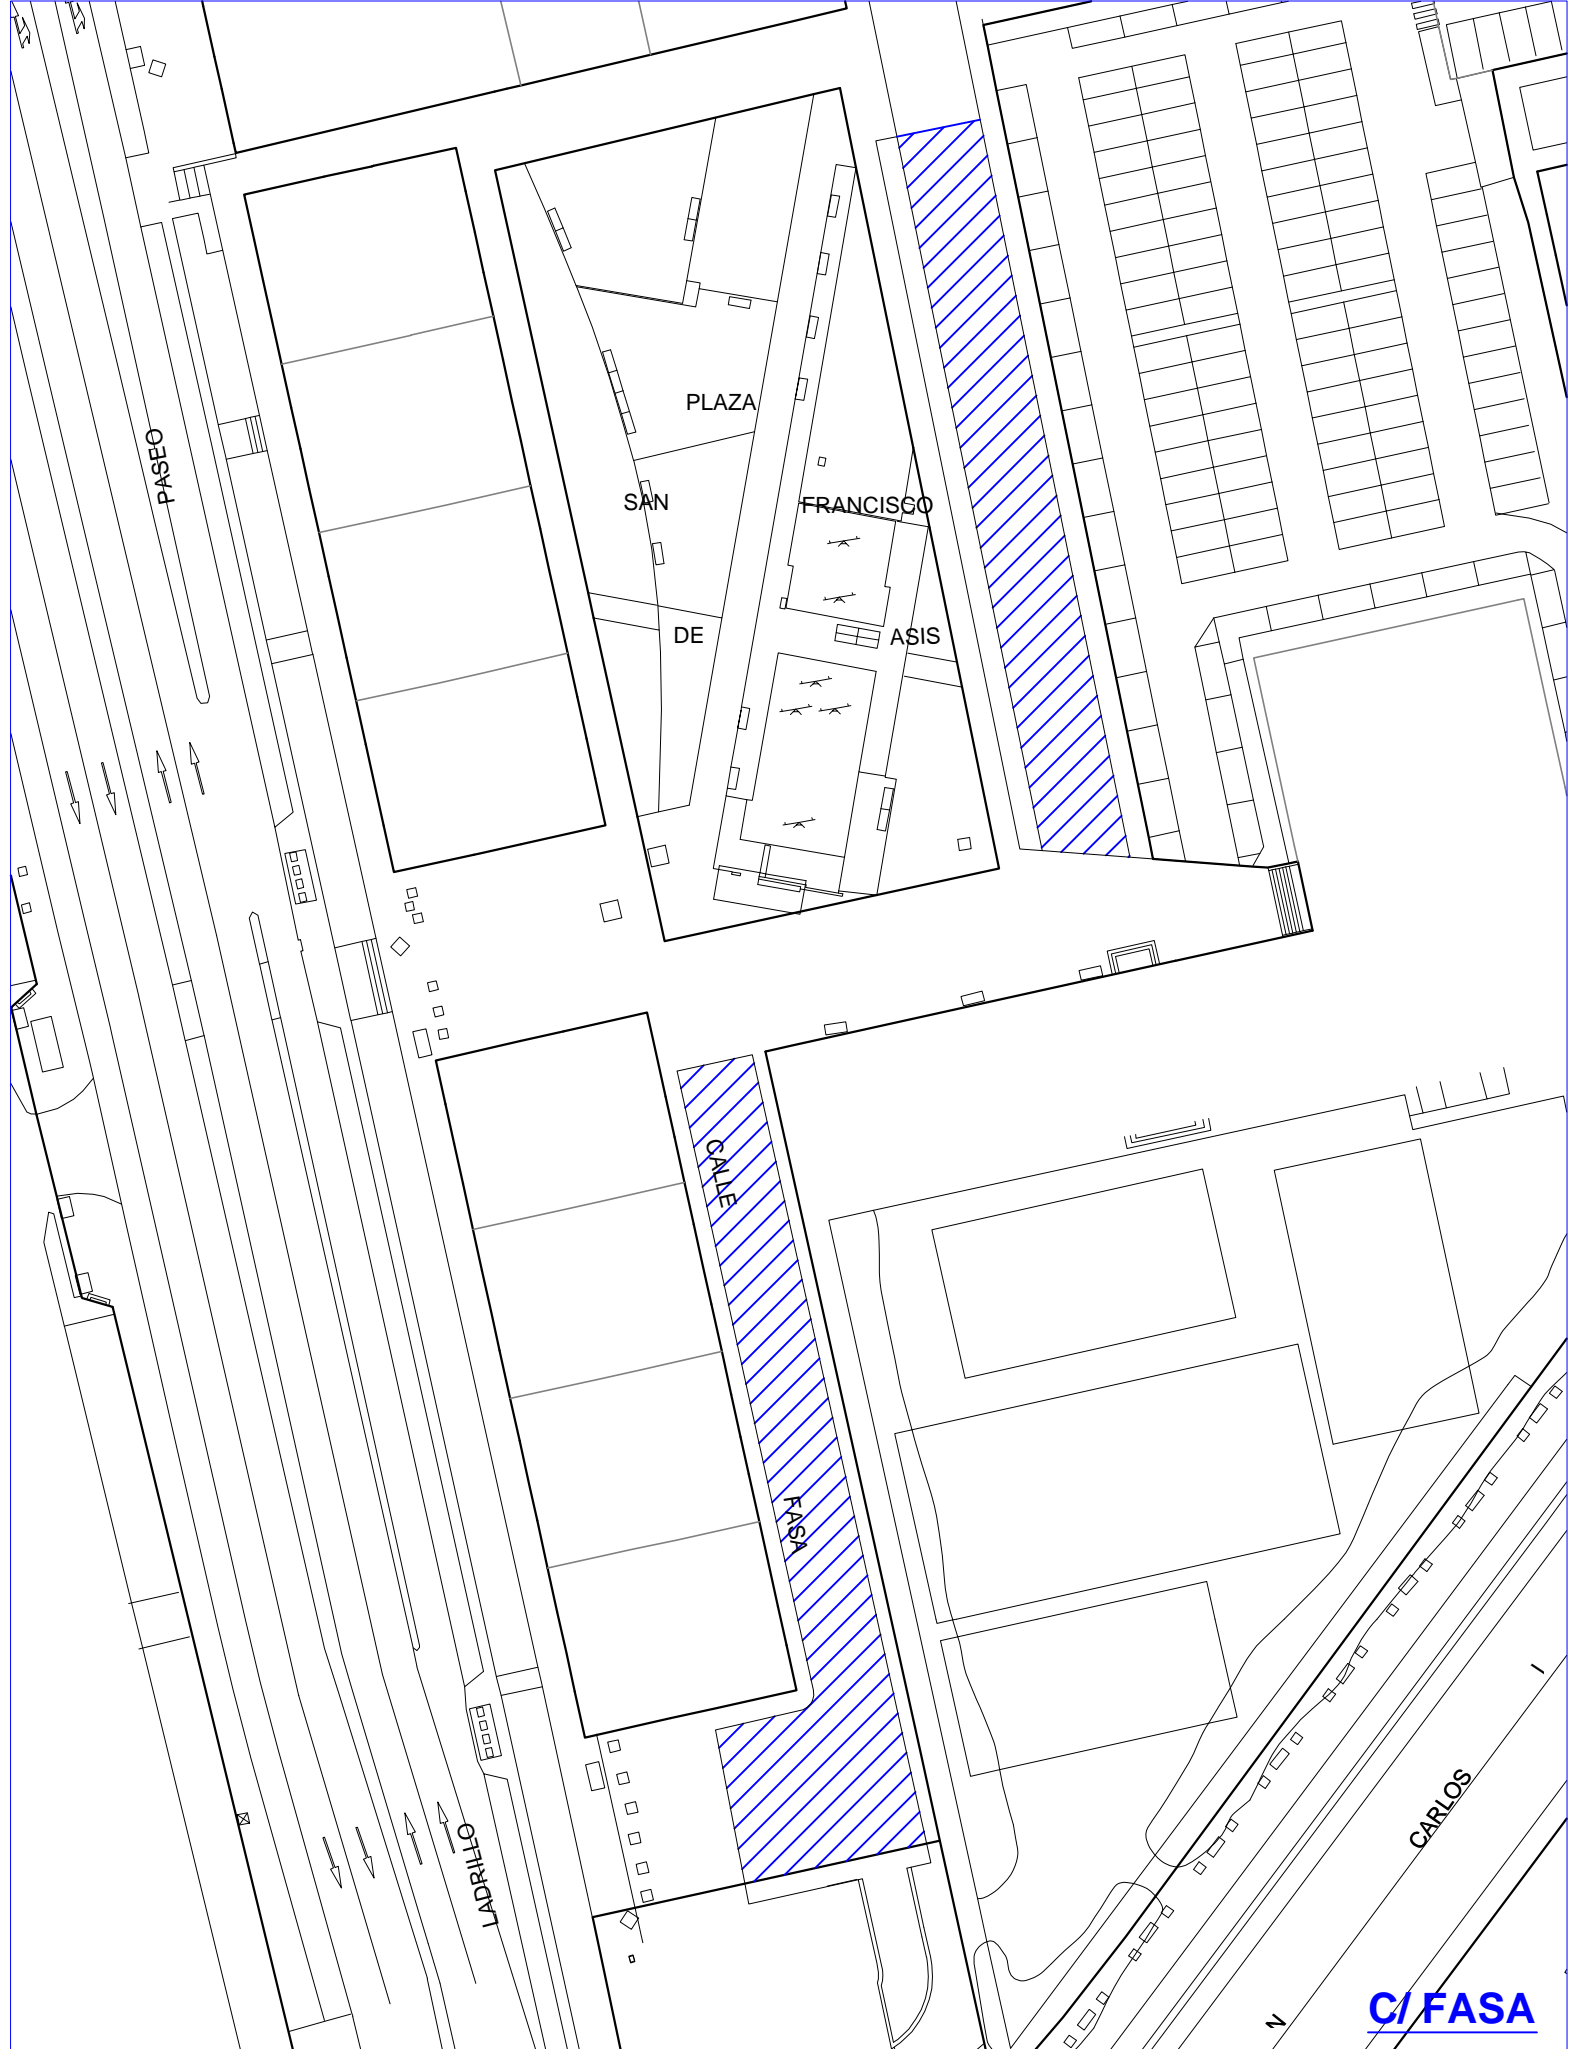 PLAZA
PASEO
SAN
FRANCISCO
DE
ASIS
CALLE
FASA
I
CARLOS
LADRILLO
N
C/ FASA